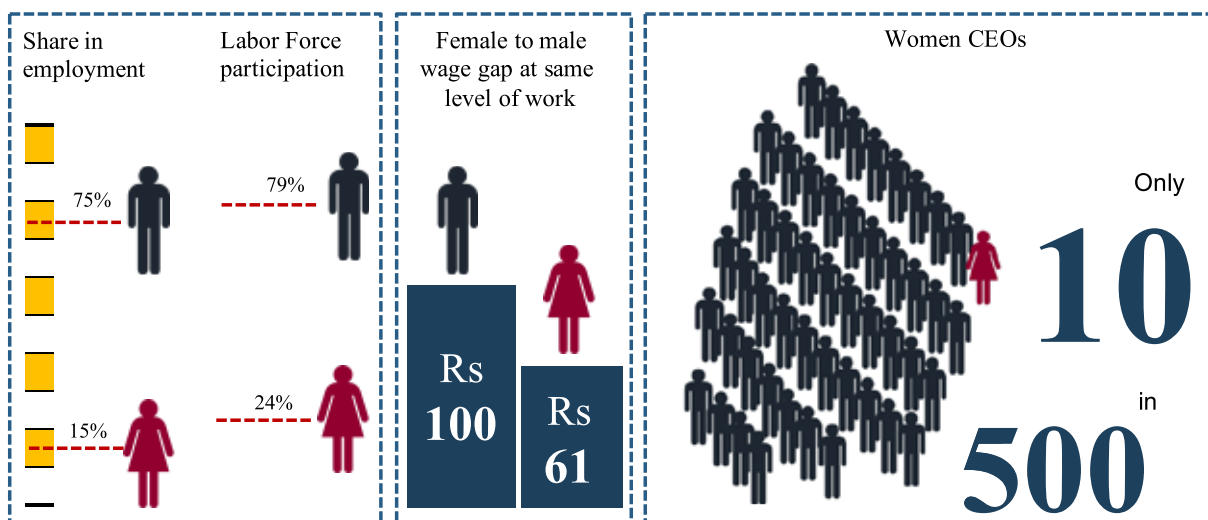 Share in
employment
Labor Force
participation
75%
79%
15%
24%
Female to male
wage gap at same
level of work
Rs
100
Rs
61
Women CEOs
Only
10
in
500